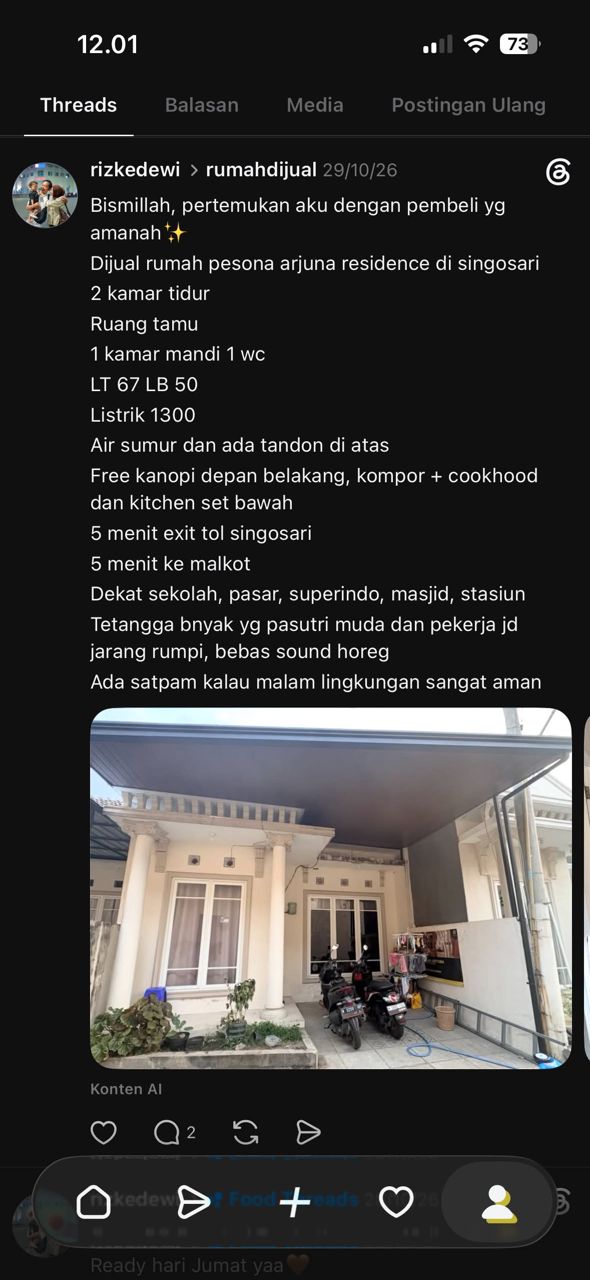 12.01
73
Threads
Balasan
Media
Postingan Ulang
rizkedewi > rumahdijual 29/10/26
Bismillah, pertemukan aku dengan pembeli yg
amanah✨
Dijual rumah pesona arjuna residence di singosari
2 kamar tidur
Ruang tamu
1 kamar mandi 1 wc
LT 67 LB 50
Listrik 1300
Air sumur dan ada tandon di atas
Free kanopi depan belakang, kompor + cookhood
dan kitchen set bawah
5 menit exit tol singosari
5 menit ke malkot
Dekat sekolah, pasar, superindo, masjid, stasiun
Tetangga bnyak yg pasutri muda dan pekerja jd
jarang rumpi, bebas sound horeg
Ada satpam kalau malam lingkungan sangat aman
Konten AI
2
rizkedewi Food Threads
Ready hari Jumat yaa🧡